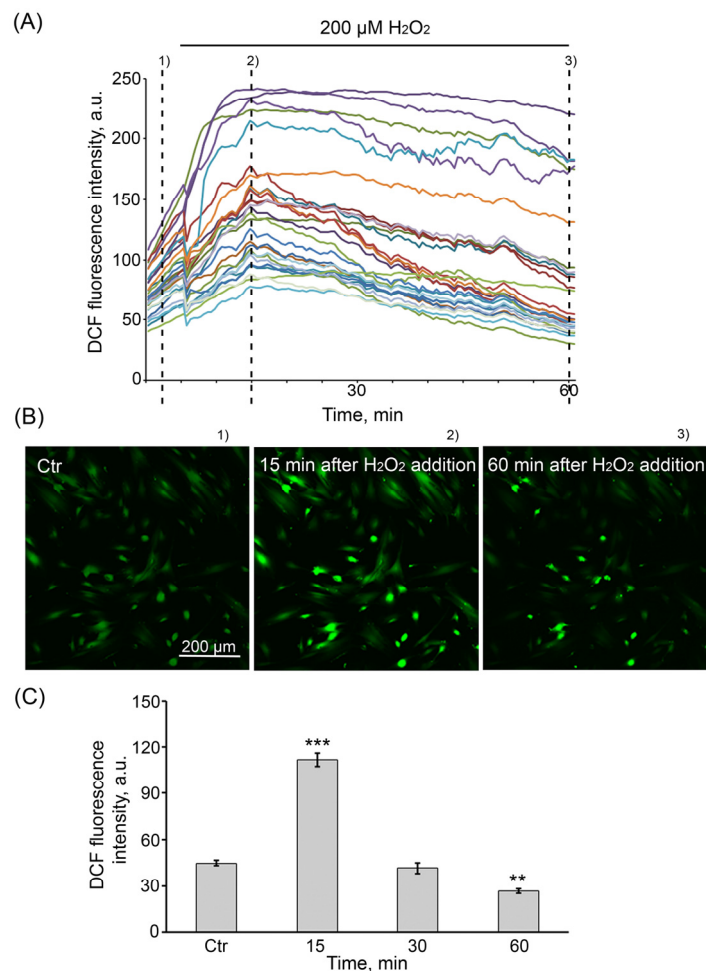 (A)
200 µM H₂O₂
1) 2) 3)
250
200
150
100
50
0
DCF fluorescence intensity, a.u.
30 60
Time, min
(B)
1) 2) 3)
Ctr 15 min after H₂O₂ addition 60 min after H₂O₂ addition
200 µm
(C)
150
120
90
60
30
0
DCF fluorescence
intensity, a.u.
*** **
Ctr 15 30 60
Time, min